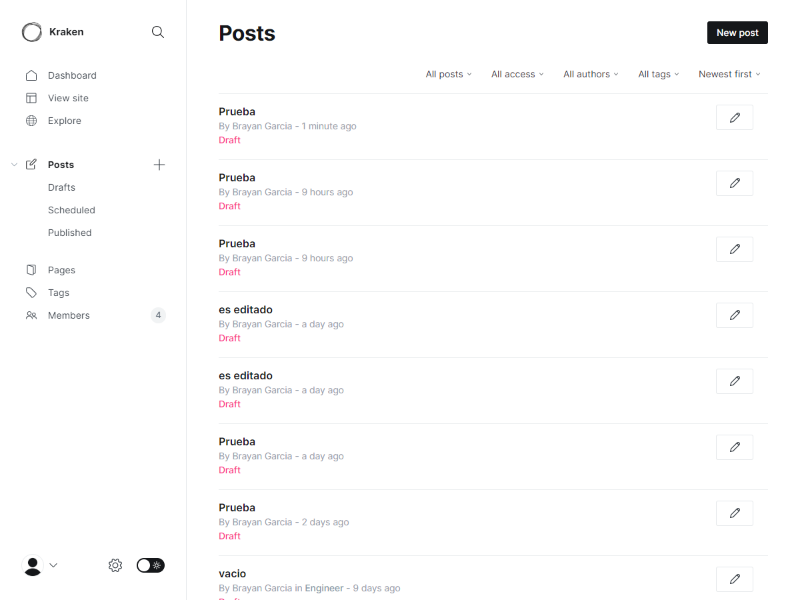 Kraken
Dashboard
View site
Explore
Posts
Drafts
Scheduled
Published
Pages
Tags
Members 4
Posts
New post
All posts All access All authors All tags Newest first
Prueba
By Brayan Garcia - 1 minute ago
Draft
Prueba
By Brayan Garcia - 9 hours ago
Draft
Prueba
By Brayan Garcia - 9 hours ago
Draft
es editado
By Brayan Garcia - a day ago
Draft
es editado
By Brayan Garcia - a day ago
Draft
Prueba
By Brayan Garcia - a day ago
Draft
Prueba
By Brayan Garcia - 2 days ago
Draft
vacio
By Brayan Garcia in Engineer - 9 days ago